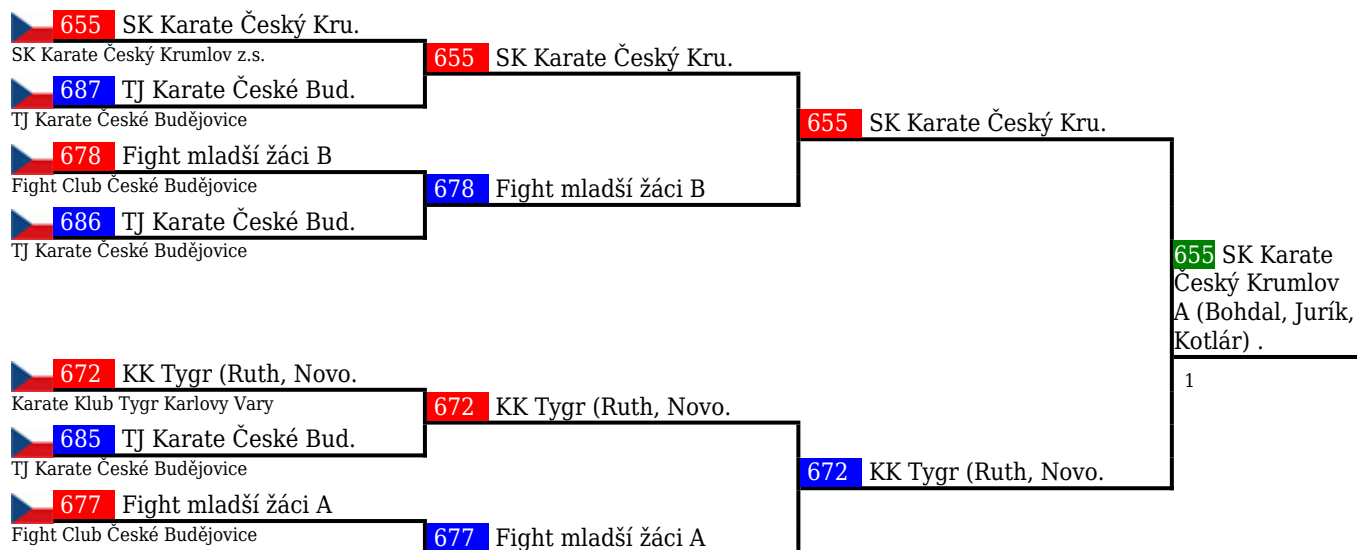 655 SK Karate Český Kru.
SK Karate Český Krumlov z.s.
687 TJ Karate České Bud.
TJ Karate České Budějovice
678 Fight mladší žáci B
Fight Club České Budějovice
686 TJ Karate České Bud.
TJ Karate České Budějovice
672 KK Tygr (Ruth, Novo.
Karate Klub Tygr Karlovy Vary
685 TJ Karate České Bud.
TJ Karate České Budějovice
677 Fight mladší žáci A
Fight Club České Budějovice
655 SK Karate Český Kru.
678 Fight mladší žáci B
672 KK Tygr (Ruth, Novo.
677 Fight mladší žáci A
655 SK Karate Český Kru.
672 KK Tygr (Ruth, Novo.
655 SK Karate
Český Krumlov
A (Bohdal, Jurík,
Kotlár) .
1